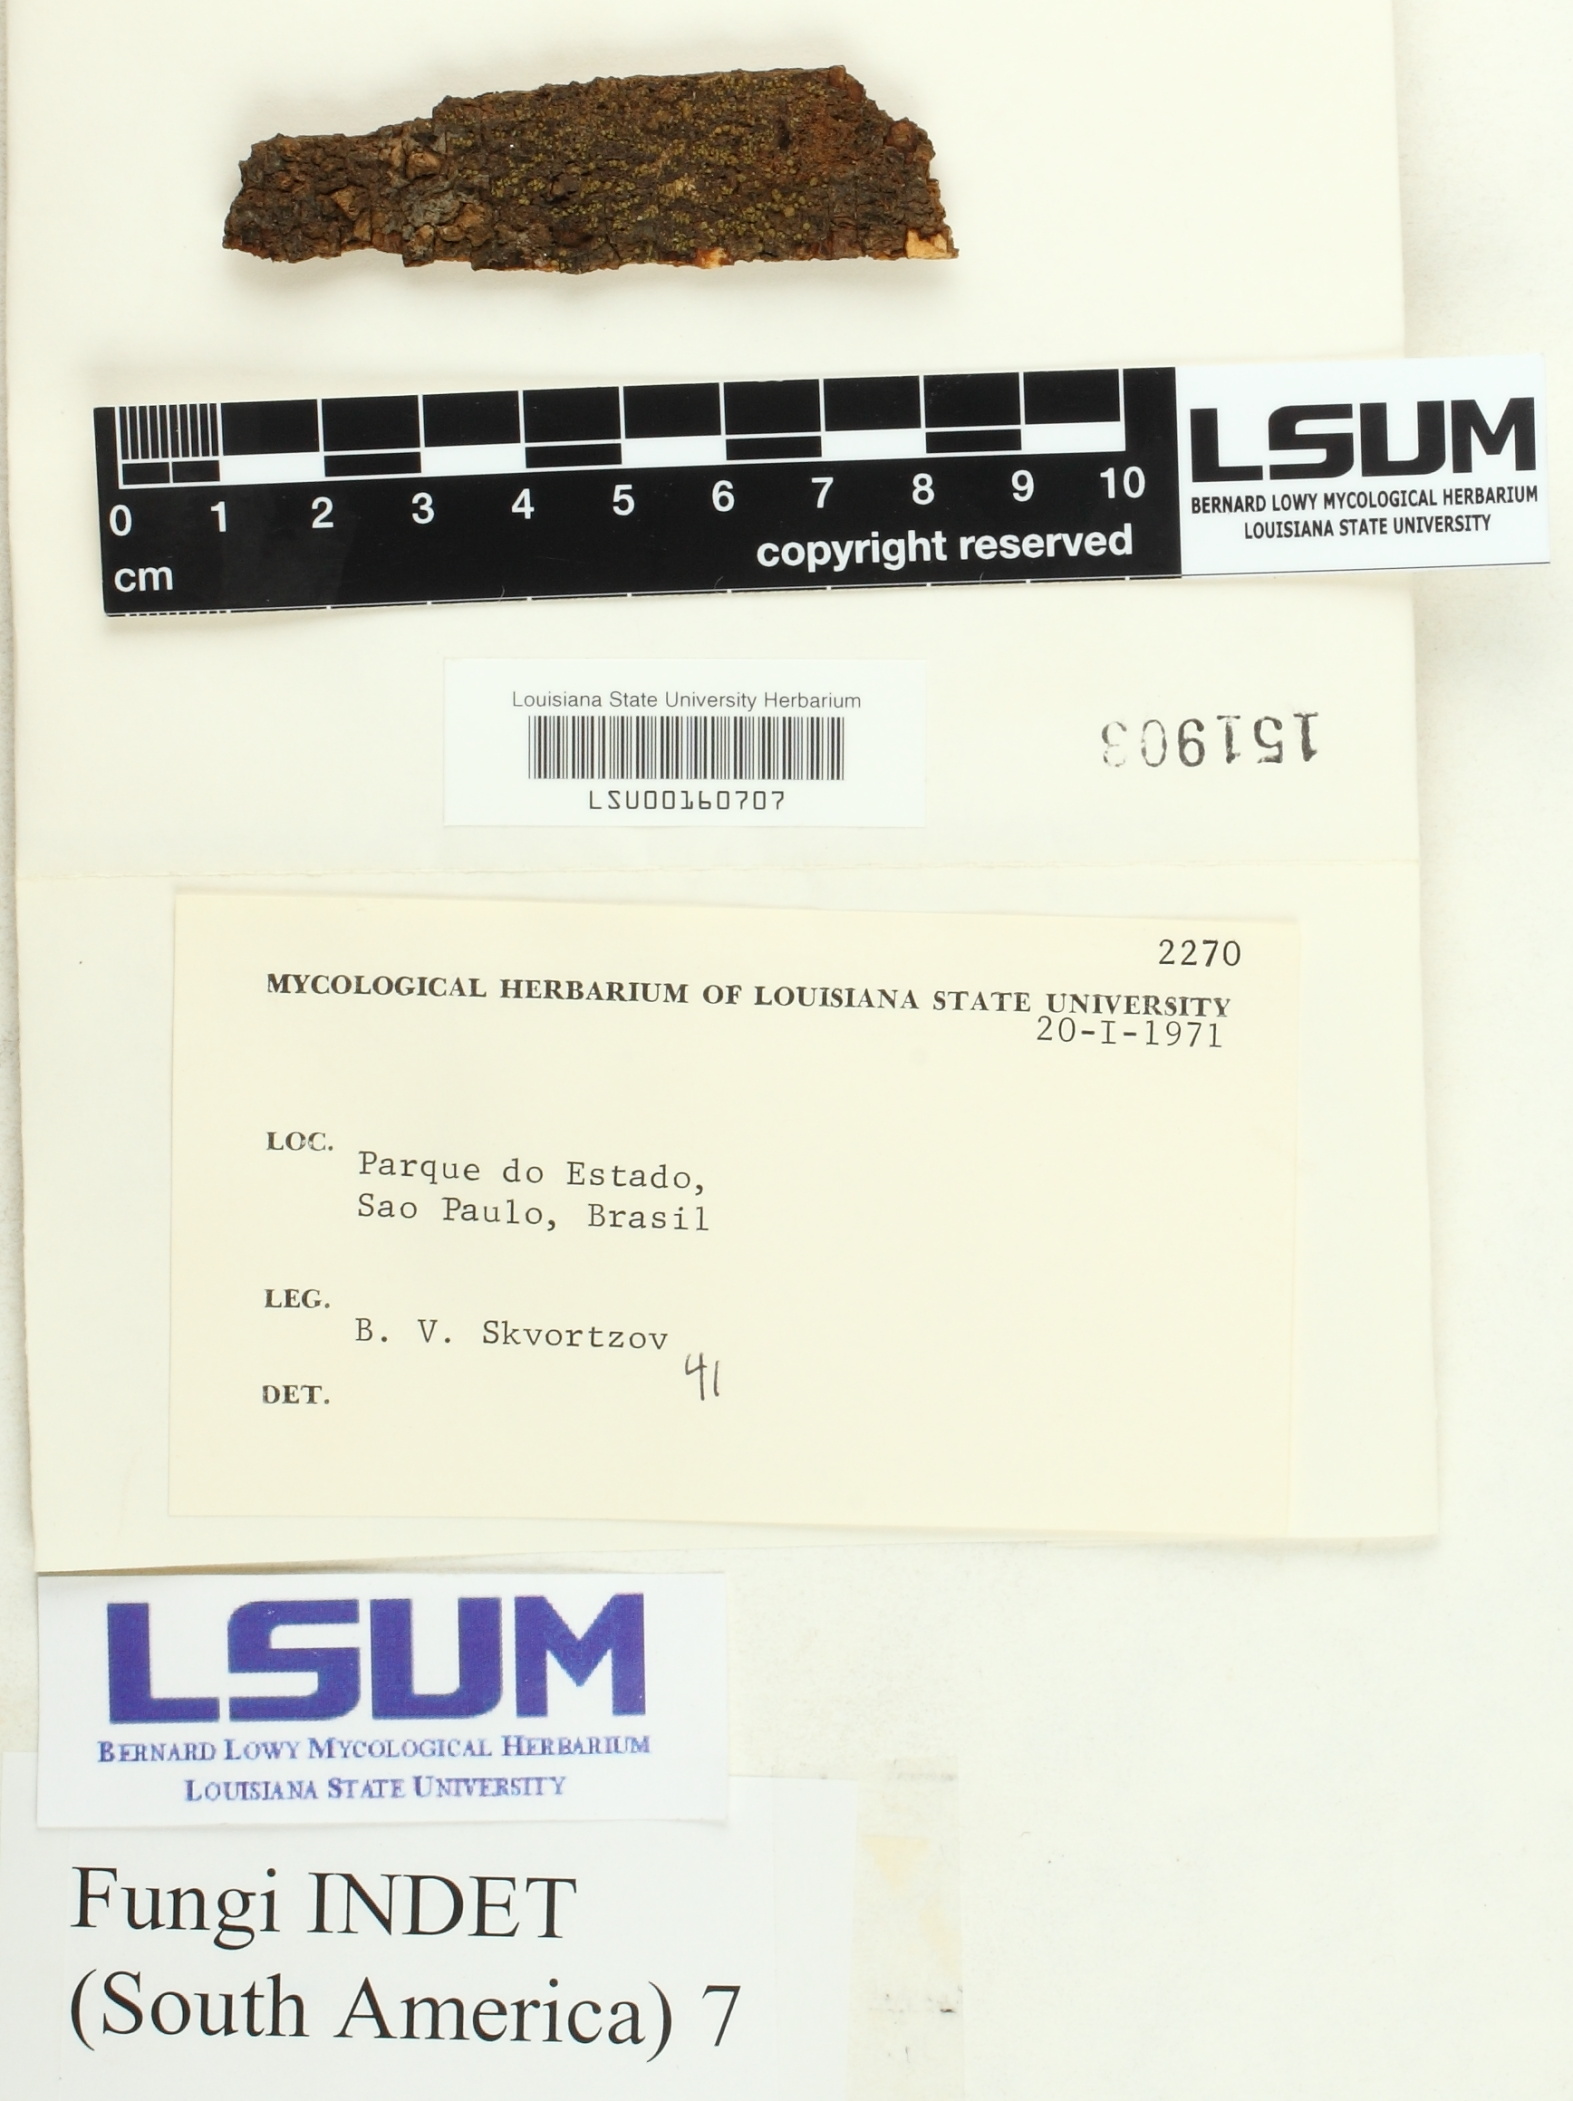 0 1 2 3 4 5 6 7 8 9 10
cm
copyright reserved
LSUM
BERNARD LOWY MYCOLOGICAL HERBARIUM
LOUISIANA STATE UNIVERSITY
Louisiana State University Herbarium
LSU00160707
151903
2270
MYCOLOGICAL HERBARIUM OF LOUISIANA STATE UNIVERSITY
20-I-1971
LOC.
Parque do Estado,
Sao Paulo, Brasil
LEG.
B. V. Skvortzov
41
DET.
LSUM
BERNARD LOWY MYCOLOGICAL HERBARIUM
LOUISIANA STATE UNIVERSITY
Fungi INDET
(South America) 7